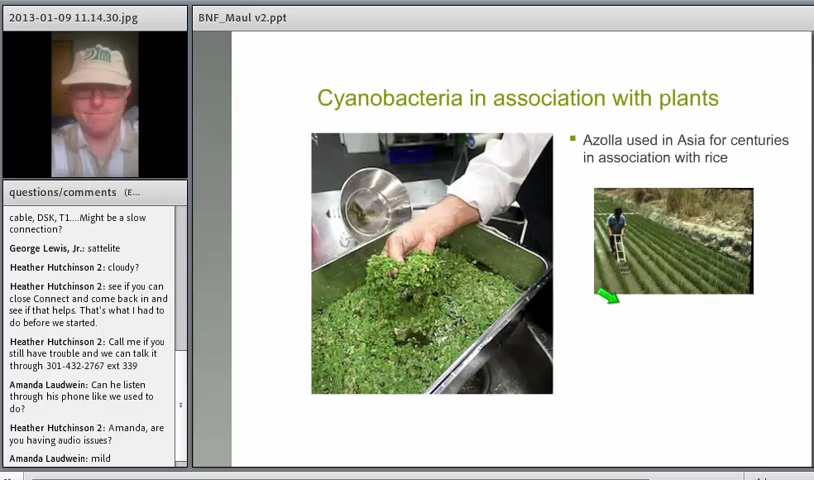 2013-01-09 11.14.30.jpg
BNF_Maul v2.ppt
Cyanobacteria in association with plants
Azolla used in Asia for centuries
in association with rice
questions/comments (E...
cable, DSK, T1....Might be a slow
connection?
George Lewis, Jr.: sattelite
Heather Hutchinson 2: cloudy?
Heather Hutchinson 2: see if you can
close Connect and come back in and
see if that helps. That's what I had to
do before we started.
Heather Hutchinson 2: Call me if you
still have trouble and we can talk it
through 301-432-2767 ext 339
Amanda Laudwein: Can he listen
through his phone like we used to
do?
Heather Hutchinson 2: Amanda, are
you having audio issues?
Amanda Laudwein: mild